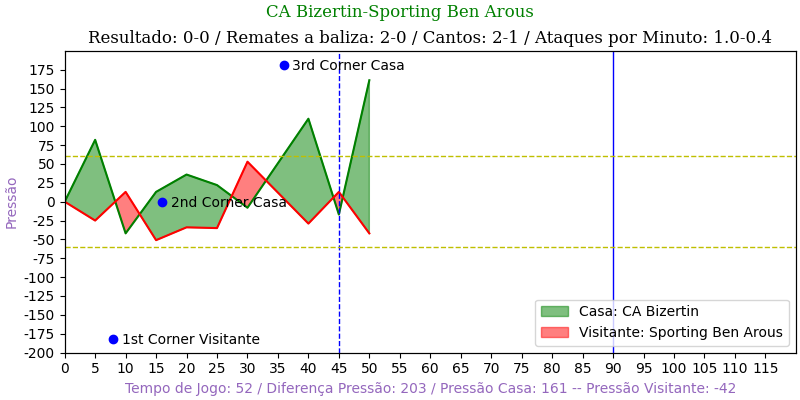 CA Bizertin-Sporting Ben Arous
Resultado: 0-0 / Remates a baliza: 2-0 / Cantos: 2-1 / Ataques por Minuto: 1.0-0.4
175
150
125
100
75
50
25
0
-25
-50
-75
-100
-125
-150
-175
-200
Pressão
3rd Corner Casa
2nd Corner Casa
1st Corner Visitante
Casa: CA Bizertin
Visitante: Sporting Ben Arous
0 5 10 15 20 25 30 35 40 45 50 55 60 65 70 75 80 85 90 95 100 105 110 115
Tempo de Jogo: 52 / Diferença Pressão: 203 / Pressão Casa: 161 -- Pressão Visitante: -42